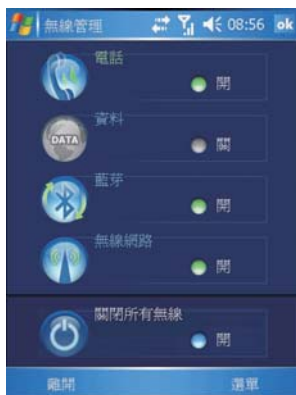 無線管理 08:56 ok
電話
開
資料
DATA
關
藍芽
開
無線網路
開
關閉所有無線
開
離開 選單